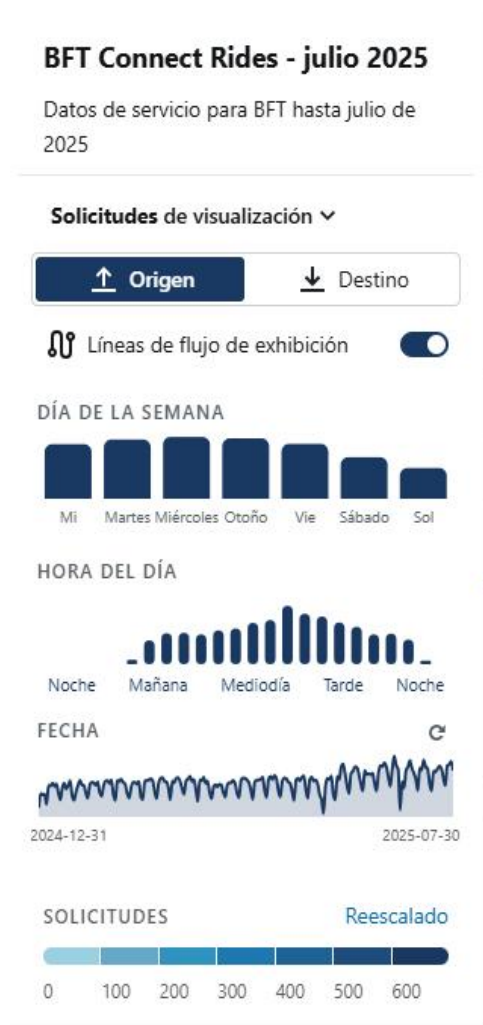 BFT Connect Rides - julio 2025
Datos de servicio para BFT hasta julio de
2025
Solicitudes de visualización
Origen Destino
Líneas de flujo de exhibición
DÍA DE LA SEMANA
Mi Martes Miércoles Otoño Vie Sábado Sol
HORA DEL DÍA
Noche Mañana Mediodía Tarde Noche
FECHA
2024-12-31 2025-07-30
SOLICITUDES Reescalado
0 100 200 300 400 500 600